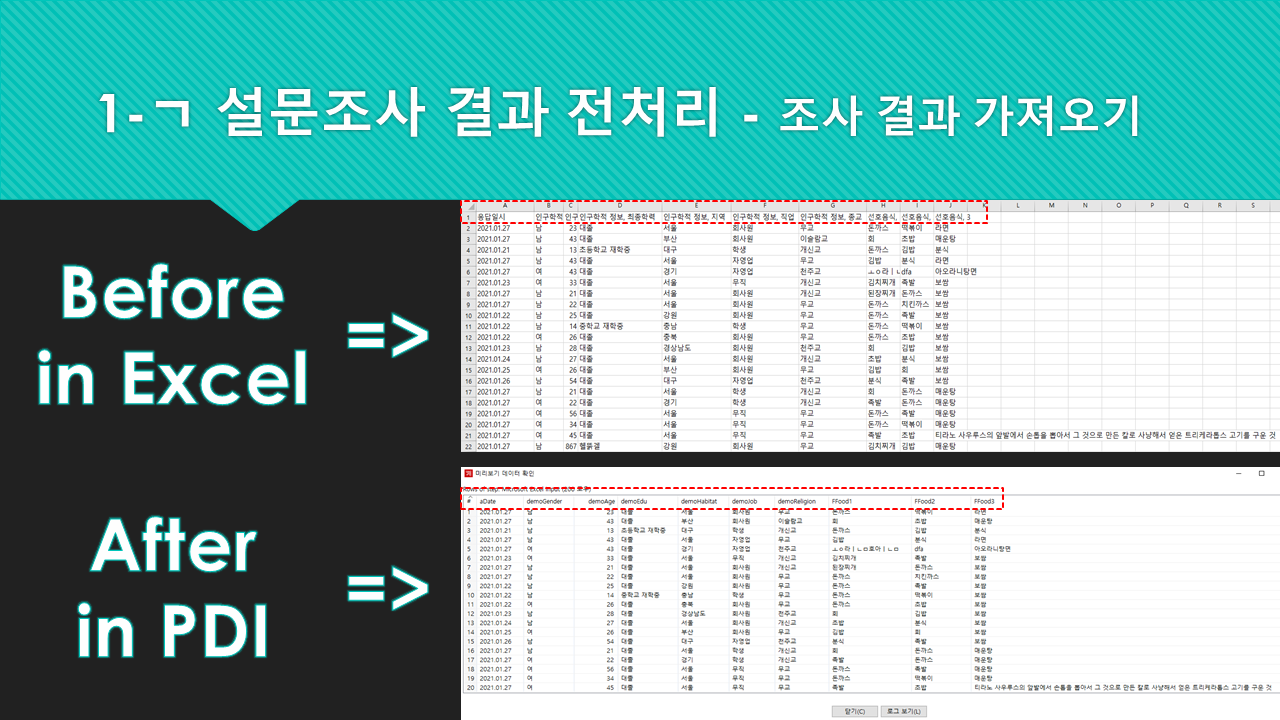 1-ㄱ 설문조사 결과 전처리 - 조사 결과 가져오기
Before
in Excel
=>
A B C D E F G H I J K L M N O P Q R S
1 응답일시 인구학적 인구 인구학적 정보, 최종학력 인구학적 정보, 지역 인구학적 정보, 직업 인구학적 정보, 종교 선호음식, 선호음식, 선호음식, 3
2 2021.01.27 남 23 대졸 서울 회사원 무교 돈까스 떡볶이 라면
3 2021.01.27 남 43 대졸 부산 회사원 이슬람교 회 초밥 매운탕
4 2021.01.21 남 13 초등학교 재학중 대구 학생 개신교 돈까스 김밥 분식
5 2021.01.27 남 43 대졸 서울 자영업 무교 김밥 분식 라면
6 2021.01.27 여 43 대졸 경기 자영업 천주교 ㅗㅇ라ㅣㄴ dfa 아오라니탕면
7 2021.01.23 여 33 대졸 서울 무직 개신교 김치찌개 족발 보쌈
8 2021.01.27 남 21 대졸 서울 회사원 개신교 된장찌개 돈까스 보쌈
9 2021.01.27 남 22 대졸 서울 회사원 무교 돈까스 치킨까스 보쌈
10 2021.01.22 남 25 대졸 강원 회사원 무교 돈까스 족발 보쌈
11 2021.01.22 남 14 중학교 재학중 충남 학생 무교 돈까스 떡볶이 보쌈
12 2021.01.22 여 26 대졸 충북 회사원 무교 돈까스 초밥 보쌈
13 2021.01.23 남 28 대졸 경상남도 회사원 천주교 회 김밥 보쌈
14 2021.01.24 남 27 대졸 서울 회사원 개신교 초밥 분식 보쌈
15 2021.01.25 여 26 대졸 부산 회사원 무교 김밥 회 보쌈
16 2021.01.26 남 54 대졸 대구 자영업 천주교 분식 족발 보쌈
17 2021.01.27 남 21 대졸 서울 학생 개신교 회 돈까스 매운탕
18 2021.01.27 여 22 대졸 경기 학생 개신교 족발 돈까스 매운탕
19 2021.01.27 여 56 대졸 서울 무직 무교 돈까스 족발 매운탕
20 2021.01.27 여 34 대졸 서울 무직 무교 돈까스 떡볶이 매운탕
21 2021.01.27 여 45 대졸 서울 무직 무교 족발 초밥 티라노 사우루스의 앞발에서 손톱을 뽑아서 그 것으로 만든 칼로 사냥해서 얻은 트리케라톱스 고기를 구운 것
22 2021.01.27 남 867 강원 회사원 무교 김치찌개 김밥 매운탕
After
in PDI
=>
미리보기 데이터 확인
Rows of step: Microsoft Excel Input
# aDate demoGender demoAge demoEdu demoHabitat demoJob demoReligion FFood1 FFood2 FFood3
1 2021.01.27 남 23 대졸 서울 회사원 무교 돈까스 떡볶이 라면
2 2021.01.27 남 43 대졸 부산 회사원 이슬람교 회 초밥 매운탕
3 2021.01.21 남 13 초등학교 재학중 대구 학생 개신교 돈까스 김밥 분식
4 2021.01.27 남 43 대졸 서울 자영업 무교 김밥 분식 라면
5 2021.01.27 여 43 대졸 경기 자영업 천주교 ㅗㅇ라ㅣㄴㅁ호아ㅣㄴㅁ dfa 아오라니탕면
6 2021.01.23 여 33 대졸 서울 무직 개신교 김치찌개 족발 보쌈
7 2021.01.27 남 21 대졸 서울 회사원 개신교 된장찌개 돈까스 보쌈
8 2021.01.27 남 22 대졸 서울 회사원 무교 돈까스 치킨까스 보쌈
9 2021.01.22 남 25 대졸 강원 회사원 무교 돈까스 족발 보쌈
10 2021.01.22 남 14 중학교 재학중 충남 학생 무교 돈까스 떡볶이 보쌈
11 2021.01.22 여 26 대졸 충북 회사원 무교 돈까스 초밥 보쌈
12 2021.01.23 남 28 대졸 경상남도 회사원 천주교 회 김밥 보쌈
13 2021.01.24 남 27 대졸 서울 회사원 개신교 초밥 분식 보쌈
14 2021.01.25 여 26 대졸 부산 회사원 무교 김밥 회 보쌈
15 2021.01.26 남 54 대졸 대구 자영업 천주교 분식 족발 보쌈
16 2021.01.27 남 21 대졸 서울 학생 개신교 회 돈까스 매운탕
17 2021.01.27 여 22 대졸 경기 학생 개신교 족발 돈까스 매운탕
18 2021.01.27 여 56 대졸 서울 무직 무교 돈까스 족발 매운탕
19 2021.01.27 여 34 대졸 서울 무직 무교 돈까스 떡볶이 매운탕
20 2021.01.27 여 45 대졸 서울 무직 무교 족발 초밥 티라노 사우루스의 앞발에서 손톱을 뽑아서 그 것으로 만든 칼로 사냥해서 얻은 트리케라톱스 고기를 구운 것
닫기(C) 로그 보기(L)